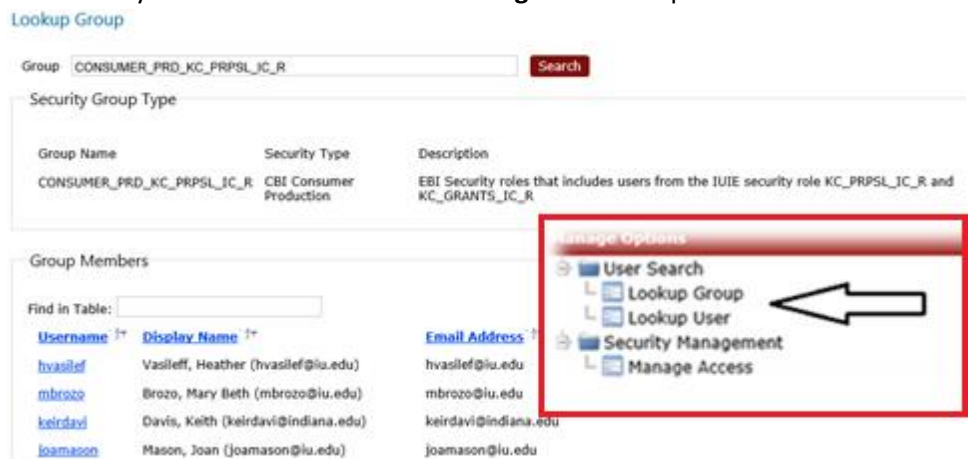 Lookup Group
Group CONSUMER_PRD_KC_PRPSL_IC_R Search
Security Group Type
Group Name Security Type Description
CONSUMER_PRD_KC_PRPSL_IC_R CBI Consumer Production EBI Security roles that includes users from the IUIE security role KC_PRPSL_IC_R and KC_GRANTS_IC_R
Group Members
Find in Table:
Username Display Name Email Address
hvasilef Vasileff, Heather (hvasilef@iu.edu) hvasilef@iu.edu
mbrozo Brozo, Mary Beth (mbrozo@iu.edu) mbrozo@iu.edu
keirdavi Davis, Keith (keirdavi@indiana.edu) keirdavi@indiana.edu
joamason Mason, Joan (joamason@iu.edu) joamason@iu.edu
Manage Options
User Search
Lookup Group
Lookup User
Security Management
Manage Access